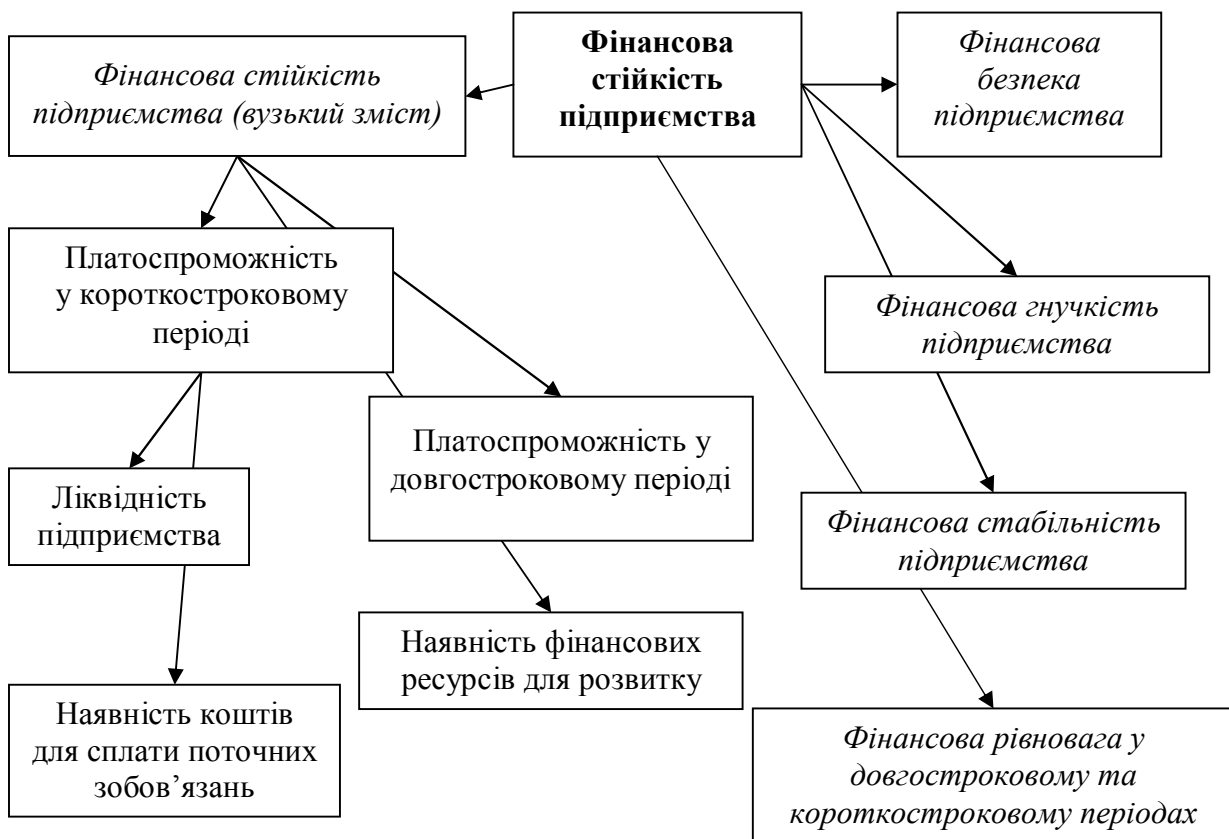 Фінансова стійкість
підприємства (вузький зміст)
Фінансова
стійкість
підприємства
Фінансова
безпека
підприємства
Платоспроможність
у короткостроковому
періоді
Фінансова гнучкість
підприємства
Платоспроможність у
довгостроковому періоді
Ліквідність
підприємства
Фінансова стабільність
підприємства
Наявність фінансових
ресурсів для розвитку
Наявність коштів
для сплати поточних
зобов’язань
Фінансова рівновага у
довгостроковому та
короткостроковому періодах